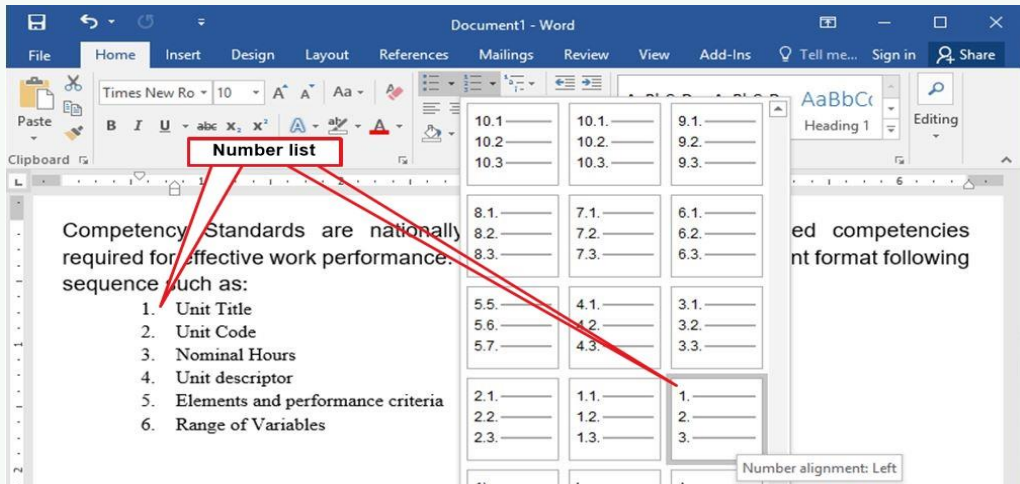 Document1 - Word
File Home Insert Design Layout References Mailings Review View Add-Ins Tell me... Sign in Share
Paste
Times New Ro 10 A A Aa
B I U abc X₂ X² A aby A
AaBbC
Heading 1
Editing
Clipboard
Number list
10.1 10.1. 9.1.
10.2 10.2. 9.2.
10.3 10.3. 9.3.
8.1. 7.1. 6.1.
8.2. 7.2. 6.2.
8.3. 7.3. 6.3.
5.5. 4.1. 3.1.
5.6. 4.2. 3.2.
5.7. 4.3. 3.3.
2.1. 1.1. 1.
2.2. 1.2. 2.
2.3. 1.3. 3.
Number alignment: Left
1 2 6
Competency Standards are nationally ed competencies
required for effective work performance. nt format following
sequence such as:
1. Unit Title
2. Unit Code
3. Nominal Hours
4. Unit descriptor
5. Elements and performance criteria
6. Range of Variables